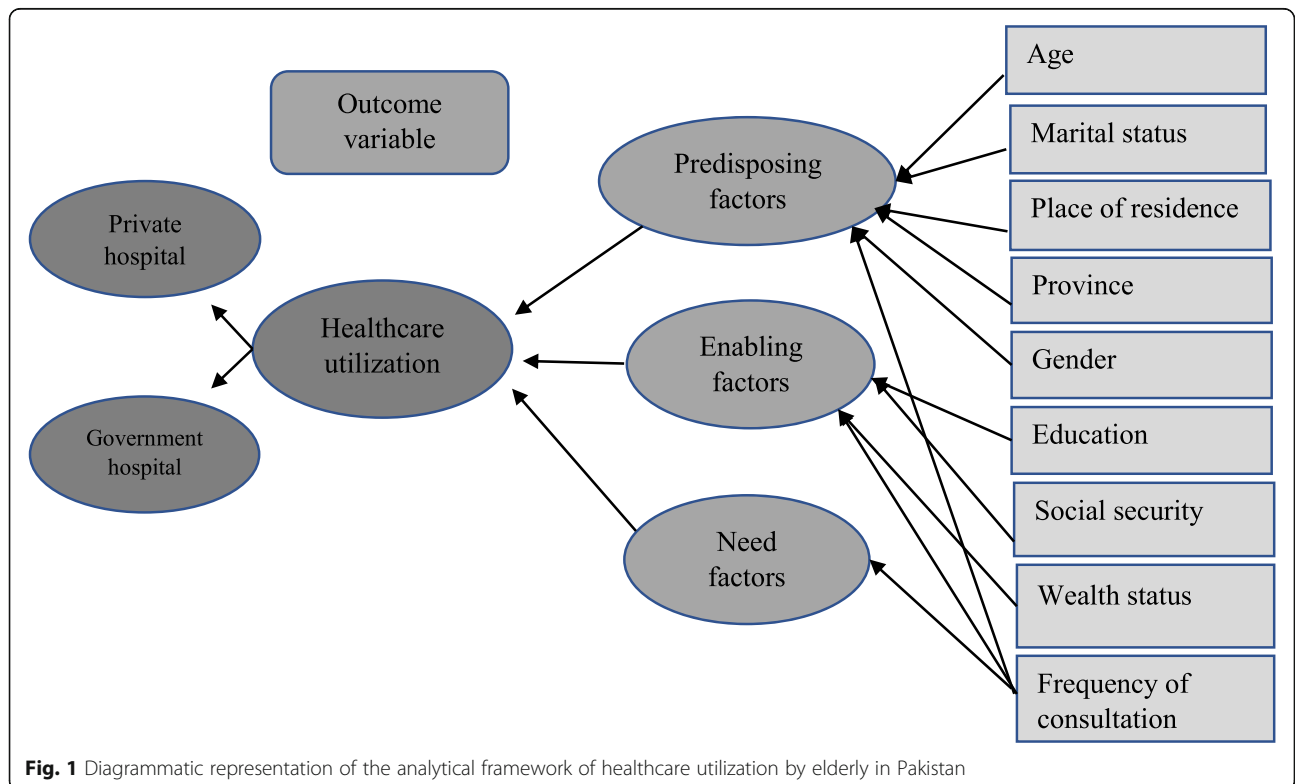 Outcome
variable
Private
hospital
Healthcare
utilization
Government
hospital
Predisposing
factors
Enabling
factors
Need
factors
Age
Marital status
Place of residence
Province
Gender
Education
Social security
Wealth status
Frequency of
consultation
Fig. 1 Diagrammatic representation of the analytical framework of healthcare utilization by elderly in Pakistan